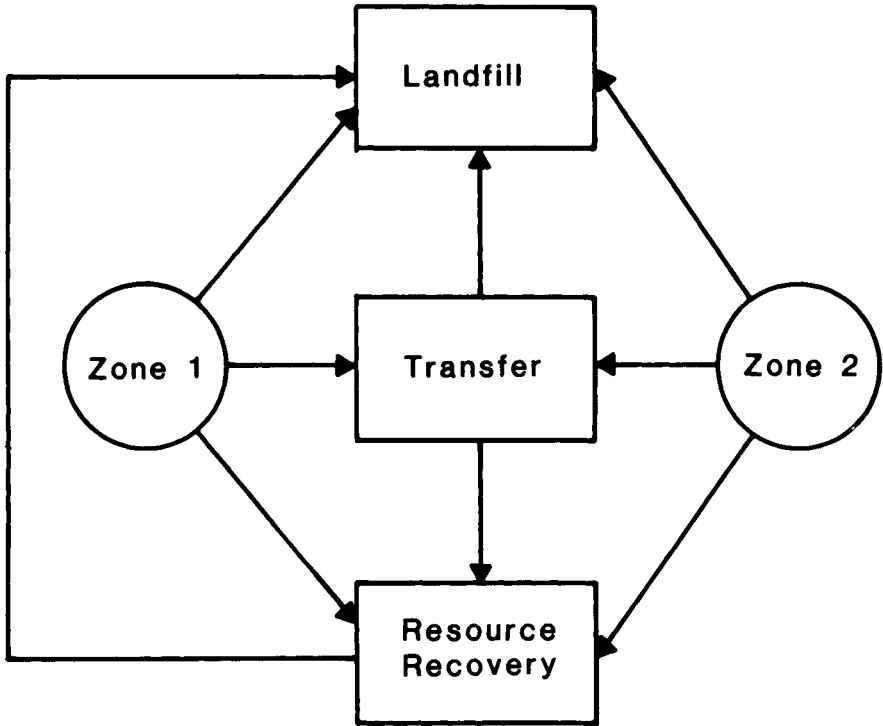 Landfill
Zone 1
Transfer
Zone 2
Resource
Recovery